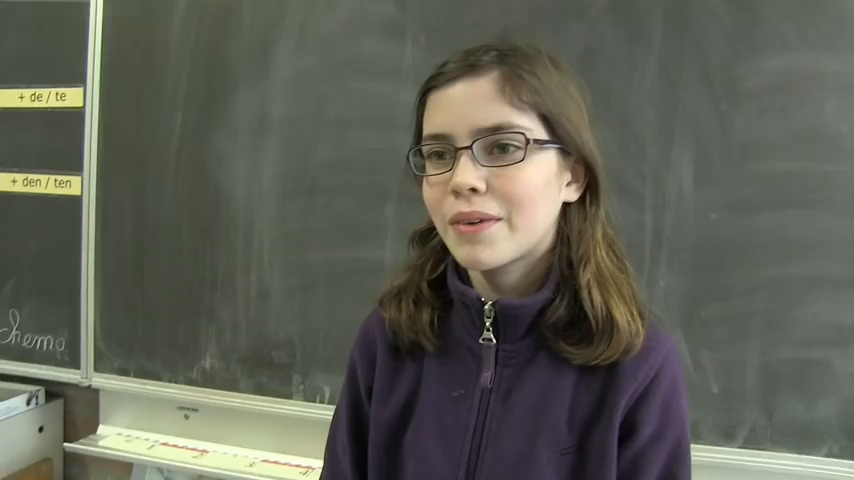 + de / te
+ den / ten
chema